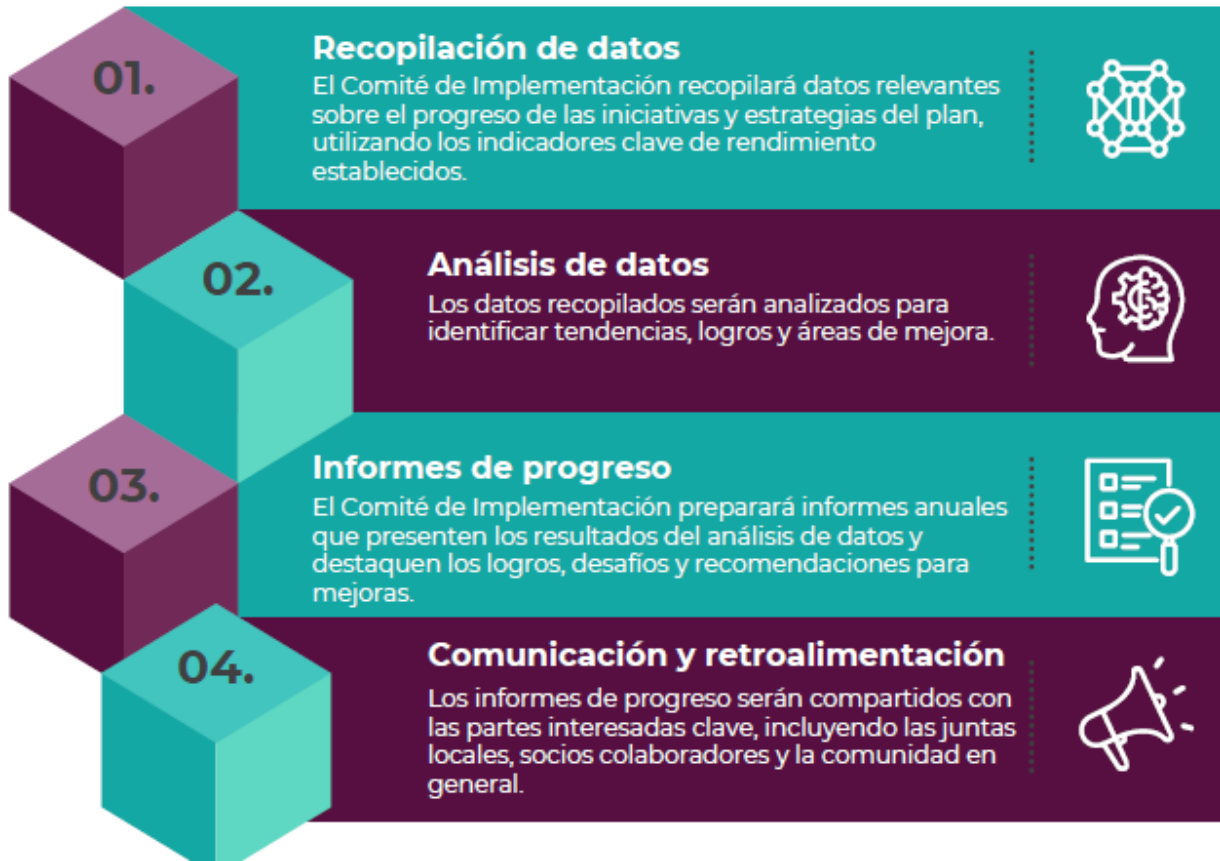 01.
Recopilación de datos
El Comité de Implementación recopilará datos relevantes
sobre el progreso de las iniciativas y estrategias del plan,
utilizando los indicadores clave de rendimiento
establecidos.
02.
Análisis de datos
Los datos recopilados serán analizados para
identificar tendencias, logros y áreas de mejora.
03.
Informes de progreso
El Comité de Implementación preparará informes anuales
que presenten los resultados del análisis de datos y
destaquen los logros, desafíos y recomendaciones para
mejoras.
04.
Comunicación y retroalimentación
Los informes de progreso serán compartidos con
las partes interesadas clave, incluyendo las juntas
locales, socios colaboradores y la comunidad en
general.